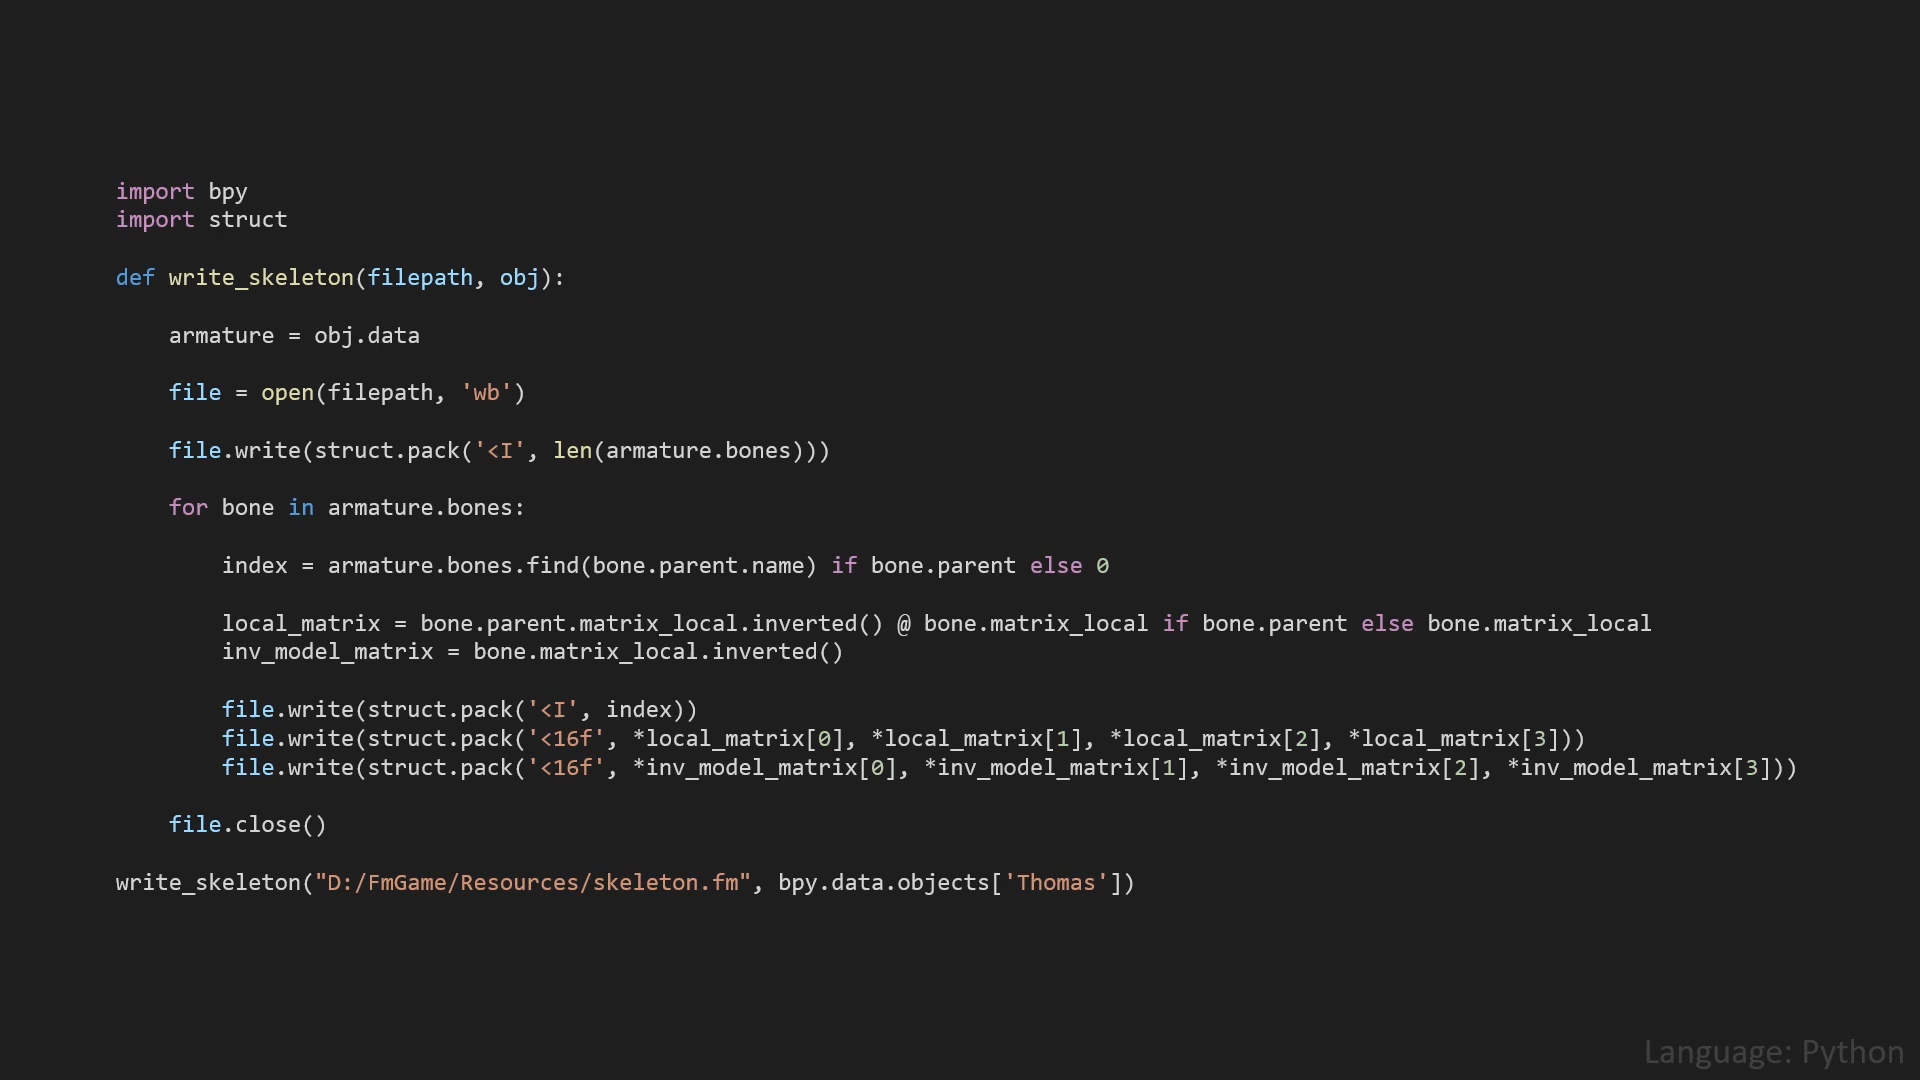 import bpy
import struct
def write_skeleton(filepath, obj):
    armature = obj.data
    file = open(filepath, 'wb')
    file.write(struct.pack('<I', len(armature.bones)))
    for bone in armature.bones:
        index = armature.bones.find(bone.parent.name) if bone.parent else 0
        local_matrix = bone.parent.matrix_local.inverted() @ bone.matrix_local if bone.parent else bone.matrix_local
        inv_model_matrix = bone.matrix_local.inverted()
        file.write(struct.pack('<I', index))
        file.write(struct.pack('<16f', *local_matrix[0], *local_matrix[1], *local_matrix[2], *local_matrix[3]))
        file.write(struct.pack('<16f', *inv_model_matrix[0], *inv_model_matrix[1], *inv_model_matrix[2], *inv_model_matrix[3]))
    file.close()
write_skeleton("D:/FmGame/Resources/skeleton.fm", bpy.data.objects['Thomas'])
Language: Python